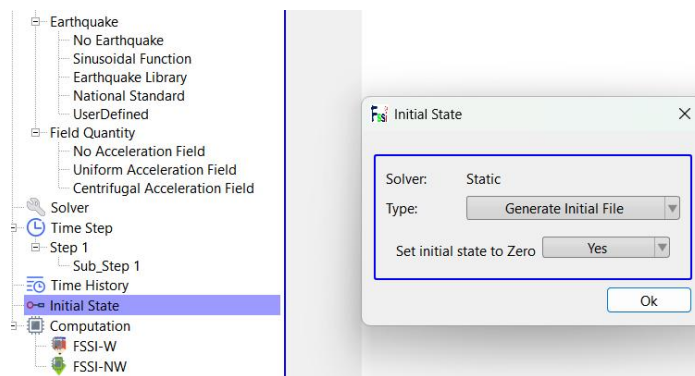 Earthquake
No Earthquake
Sinusoidal Function
Earthquake Library
National Standard
UserDefined
Field Quantity
No Acceleration Field
Uniform Acceleration Field
Centrifugal Acceleration Field
Solver
Time Step
Step 1
Sub_Step 1
Time History
Initial State
Computation
FSSI-W
FSSI-NW
Fssi Initial State
Solver: Static
Type: Generate Initial File
Set initial state to Zero Yes
Ok